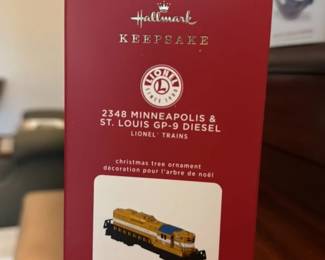 Hallmark
KEEPSAKE
LIONEL
L
2348 MINNEAPOLIS &
ST. LOUIS GP-9 DIESEL
LIONEL® TRAINS
christmas tree ornament
décoration pour l'arbre de noël